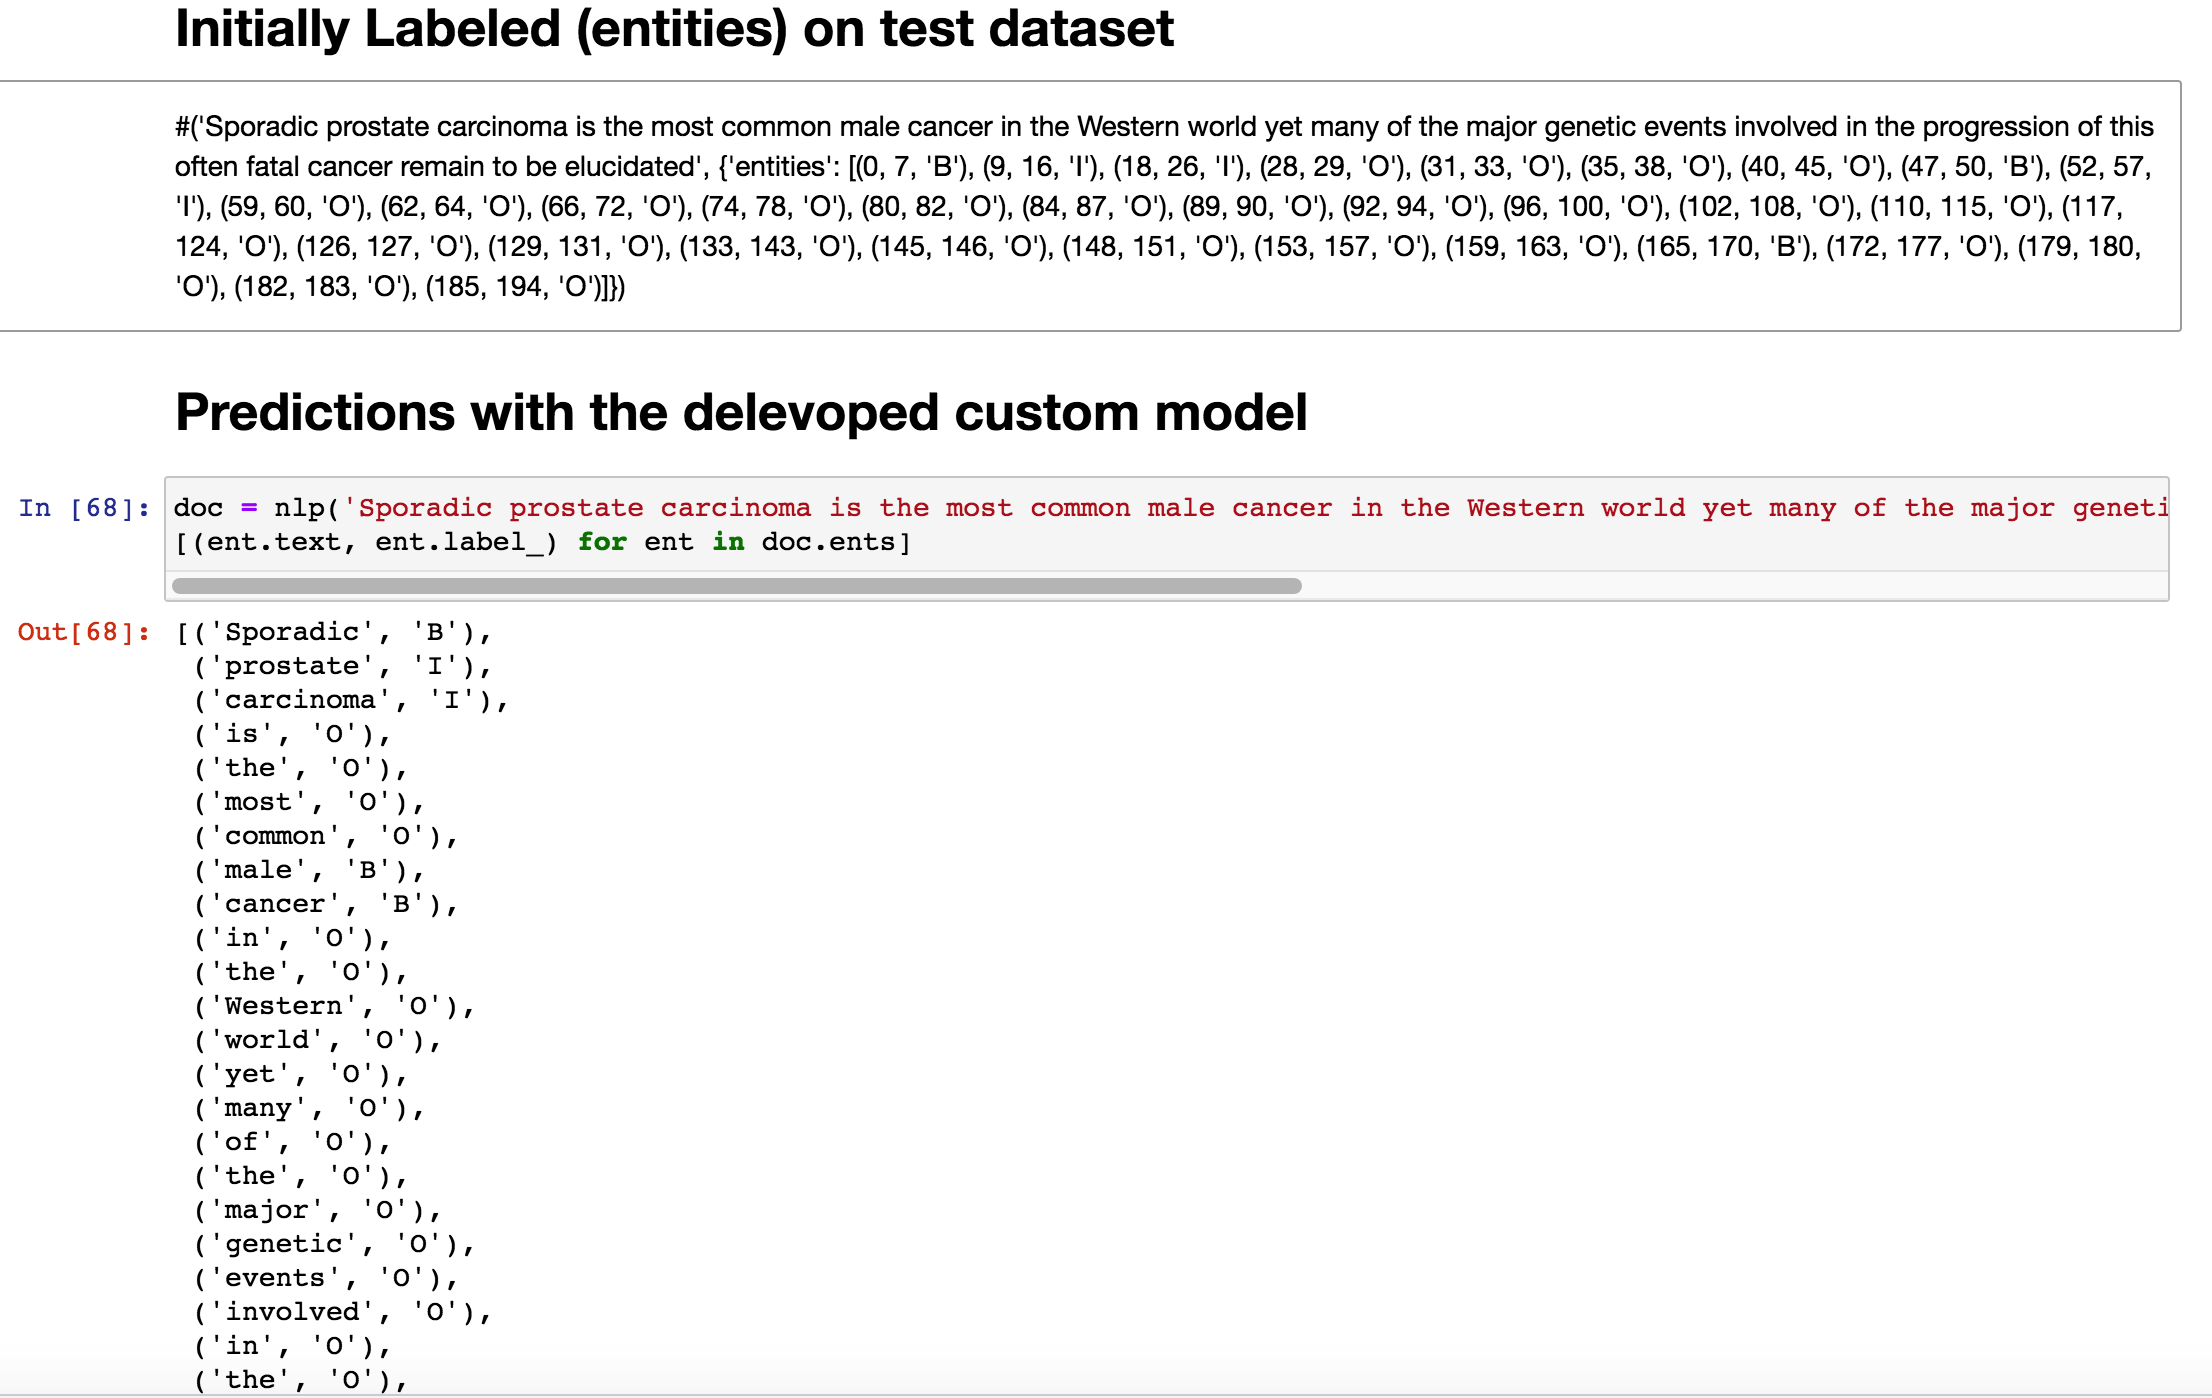 Initially Labeled (entities) on test dataset
#('Sporadic prostate carcinoma is the most common male cancer in the Western world yet many of the major genetic events involved in the progression of this
often fatal cancer remain to be elucidated', {'entities': [(0, 7, 'B'), (9, 16, 'I'), (18, 26, 'I'), (28, 29, 'O'), (31, 33, 'O'), (35, 38, 'O'), (40, 45, 'O'), (47, 50, 'B'), (52, 57,
'I'), (59, 60, 'O'), (62, 64, 'O'), (66, 72, 'O'), (74, 78, 'O'), (80, 82, 'O'), (84, 87, 'O'), (89, 90, 'O'), (92, 94, 'O'), (96, 100, 'O'), (102, 108, 'O'), (110, 115, 'O'), (117,
124, 'O'), (126, 127, 'O'), (129, 131, 'O'), (133, 143, 'O'), (145, 146, 'O'), (148, 151, 'O'), (153, 157, 'O'), (159, 163, 'O'), (165, 170, 'B'), (172, 177, 'O'), (179, 180,
'O'), (182, 183, 'O'), (185, 194, 'O')]})
Predictions with the delevoped custom model
In [68]: doc = nlp('Sporadic prostate carcinoma is the most common male cancer in the Western world yet many of the major geneti
[(ent.text, ent.label_) for ent in doc.ents]
Out[68]: [('Sporadic', 'B'),
('prostate', 'I'),
('carcinoma', 'I'),
('is', 'O'),
('the', 'O'),
('most', 'O'),
('common', 'O'),
('male', 'B'),
('cancer', 'B'),
('in', 'O'),
('the', 'O'),
('Western', 'O'),
('world', 'O'),
('yet', 'O'),
('many', 'O'),
('of', 'O'),
('the', 'O'),
('major', 'O'),
('genetic', 'O'),
('events', 'O'),
('involved', 'O'),
('in', 'O'),
('the', 'O'),